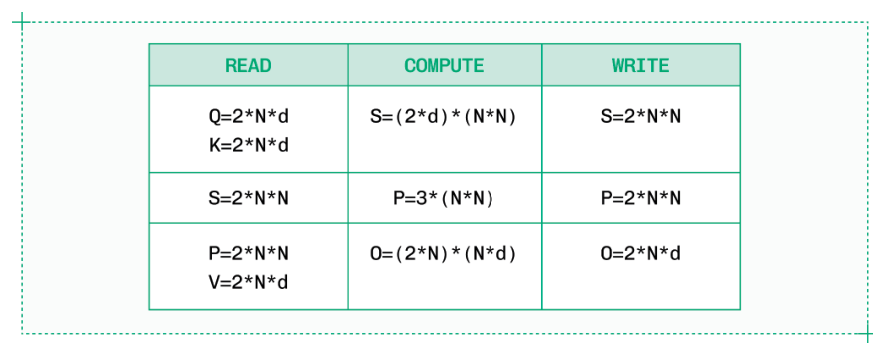 READ COMPUTE WRITE
Q=2*N*d S=(2*d)*(N*N) S=2*N*N
K=2*N*d
S=2*N*N P=3*(N*N) P=2*N*N
P=2*N*N O=(2*N)*(N*d) O=2*N*d
V=2*N*d